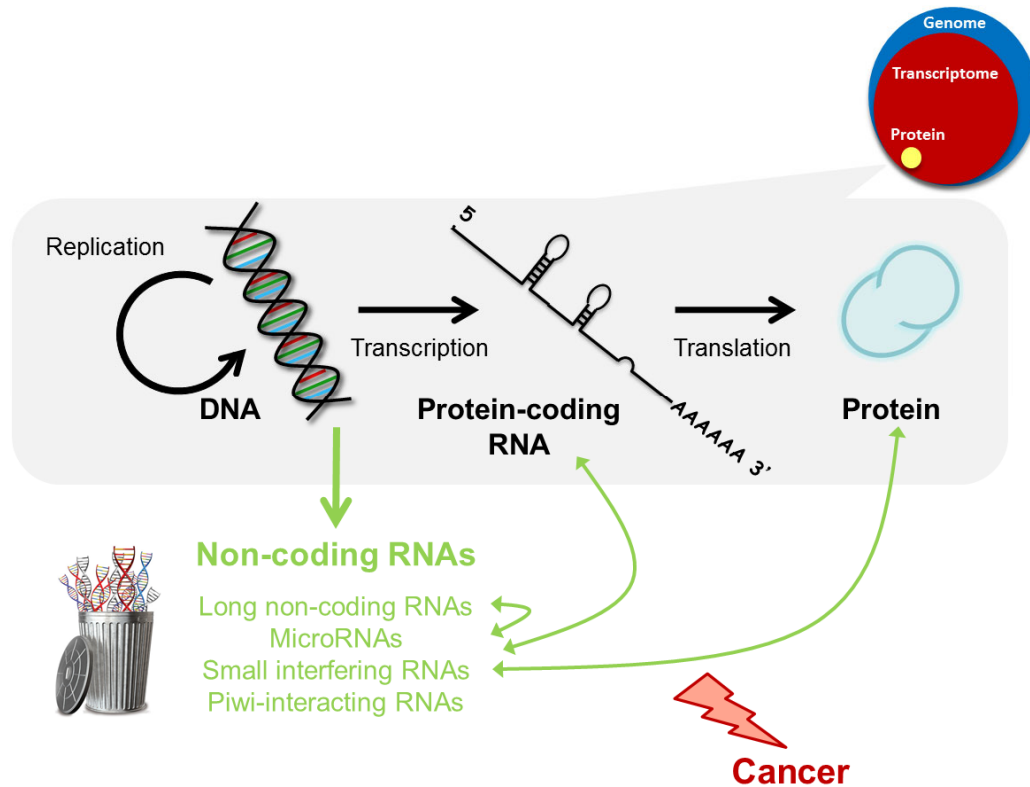 Genome
Transcriptome
Protein
Replication
5
Transcription
Translation
DNA
Protein-coding
RNA
AAAAAA 3’
Protein
Non-coding RNAs
Long non-coding RNAs
MicroRNAs
Small interfering RNAs
Piwi-interacting RNAs
Cancer